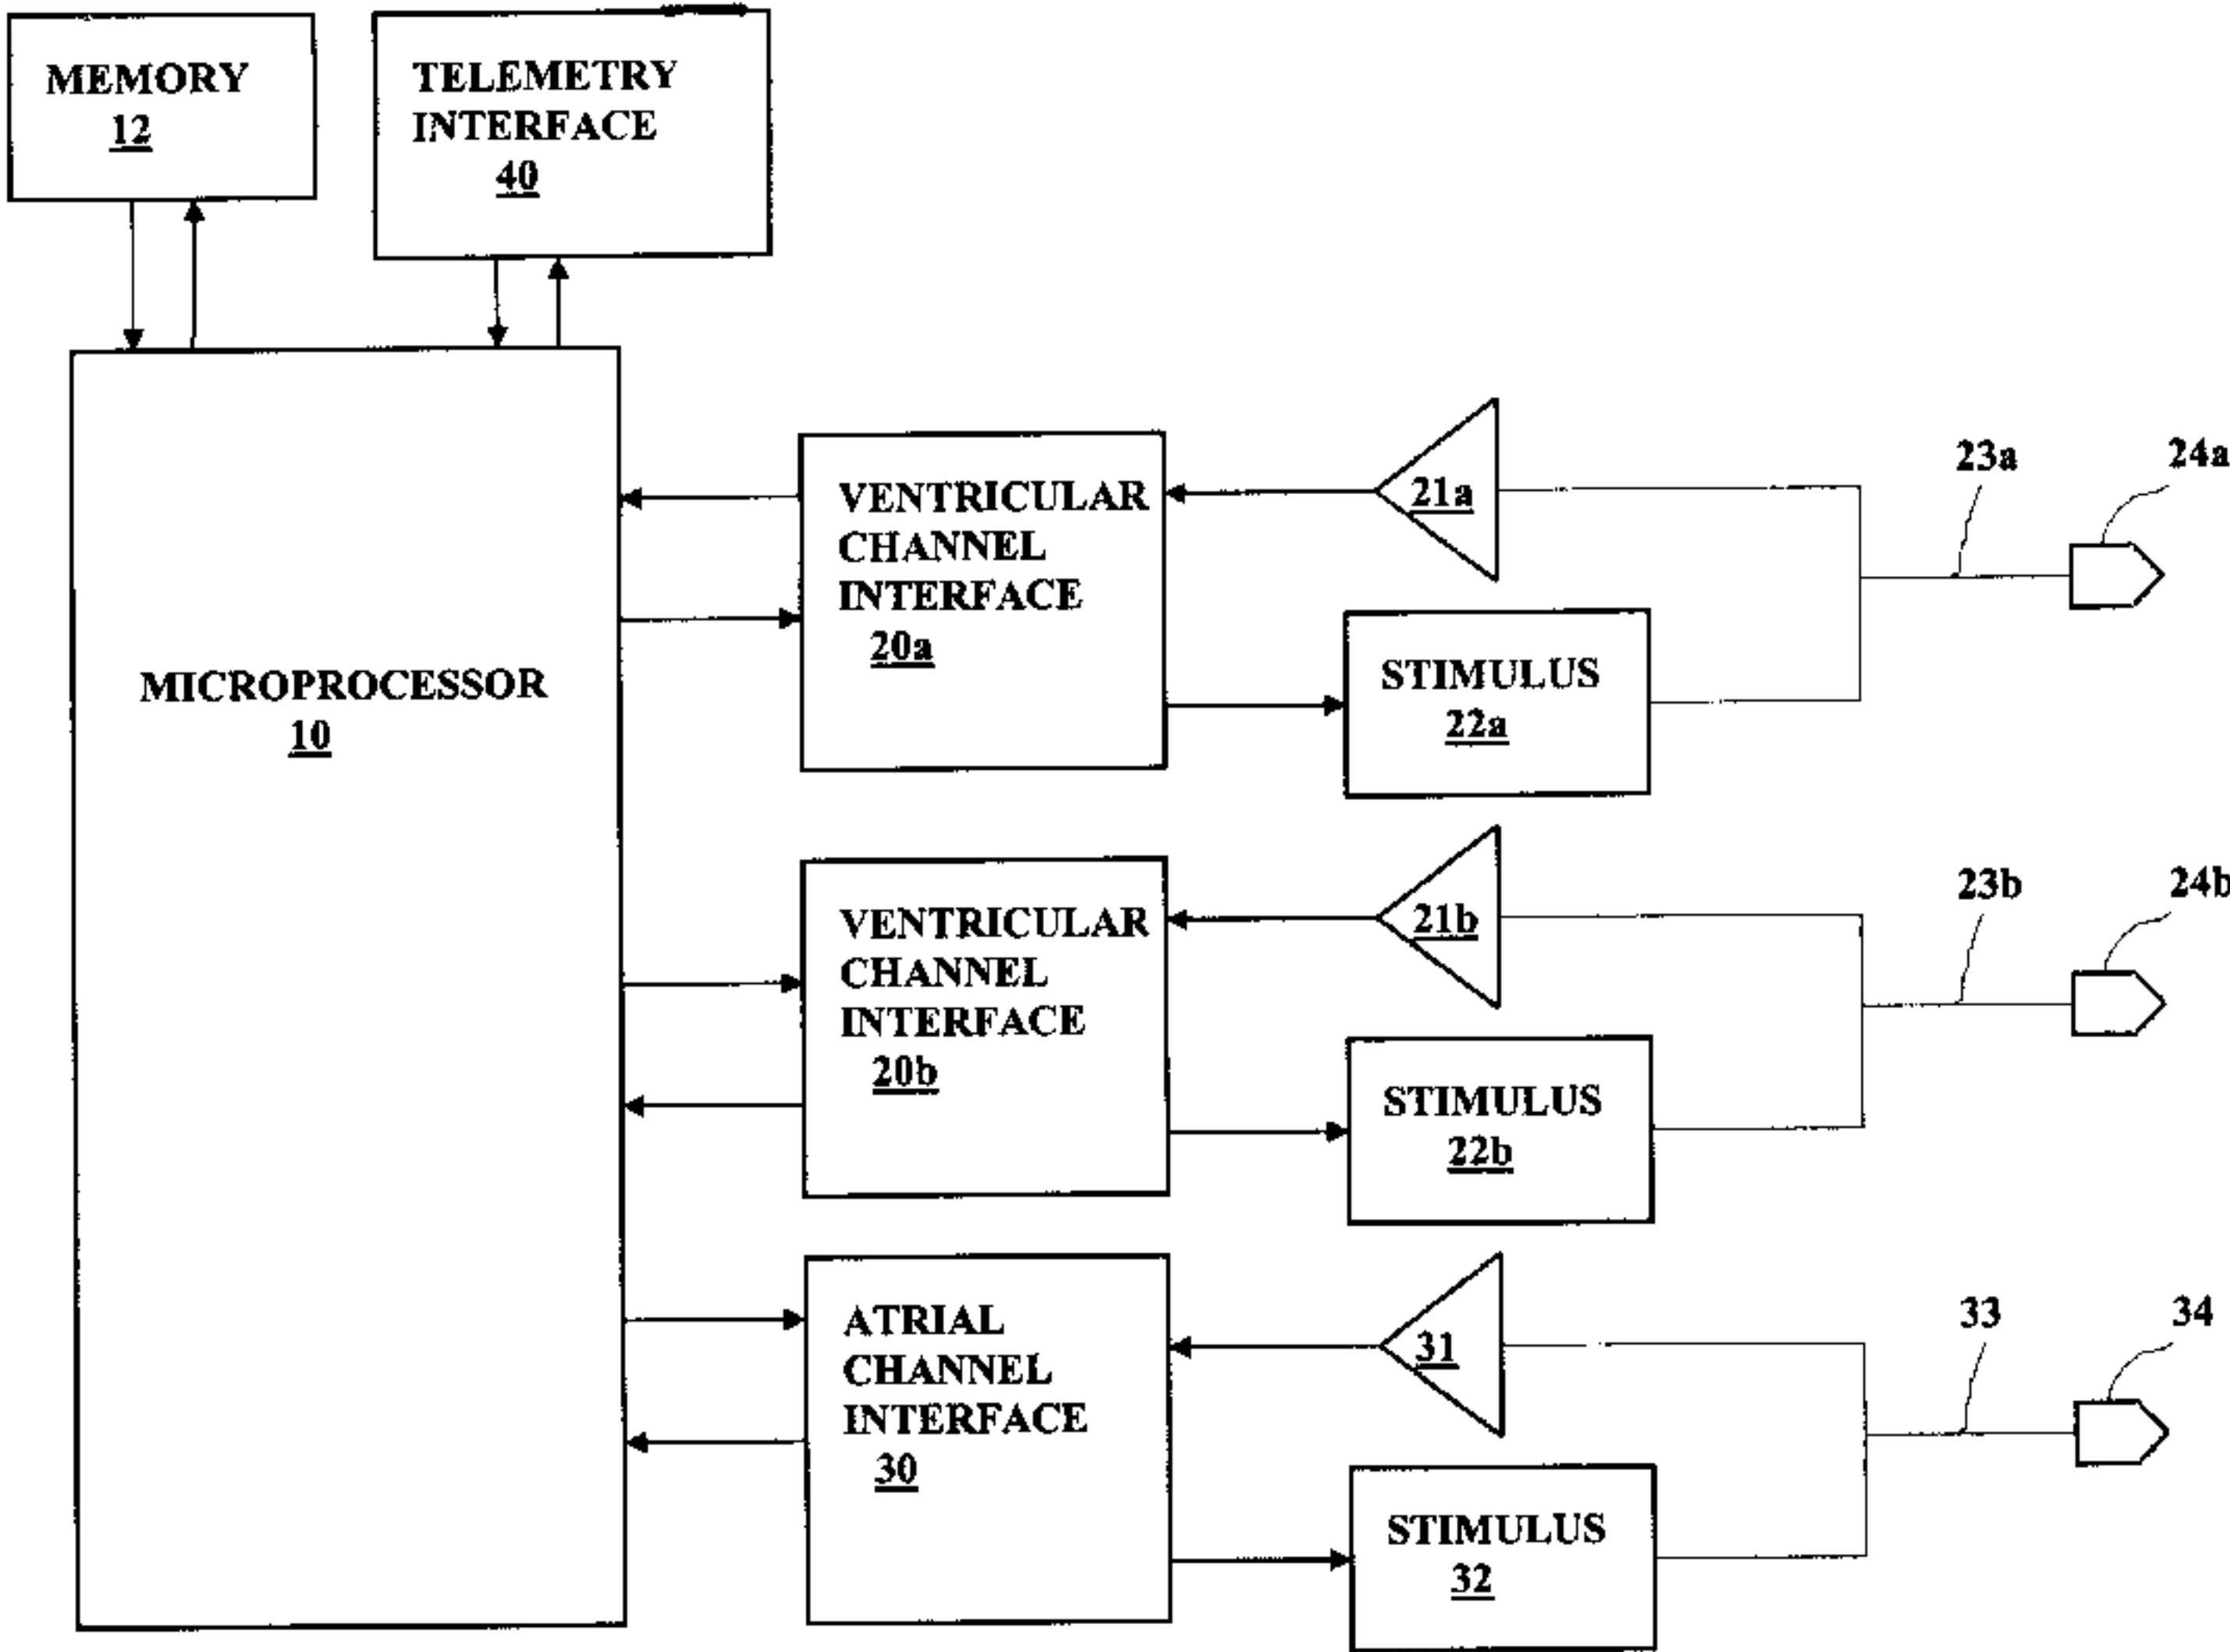 MEMORY
12
TELEMETRY
INTERFACE
40
MICROPROCESSOR
10
VENTRICULAR
CHANNEL
INTERFACE
20a
21a
STIMULUS
22a
23a
24a
VENTRICULAR
CHANNEL
INTERFACE
20b
21b
STIMULUS
22b
23b
24b
ATRIAL
CHANNEL
INTERFACE
30
31
STIMULUS
32
33
34